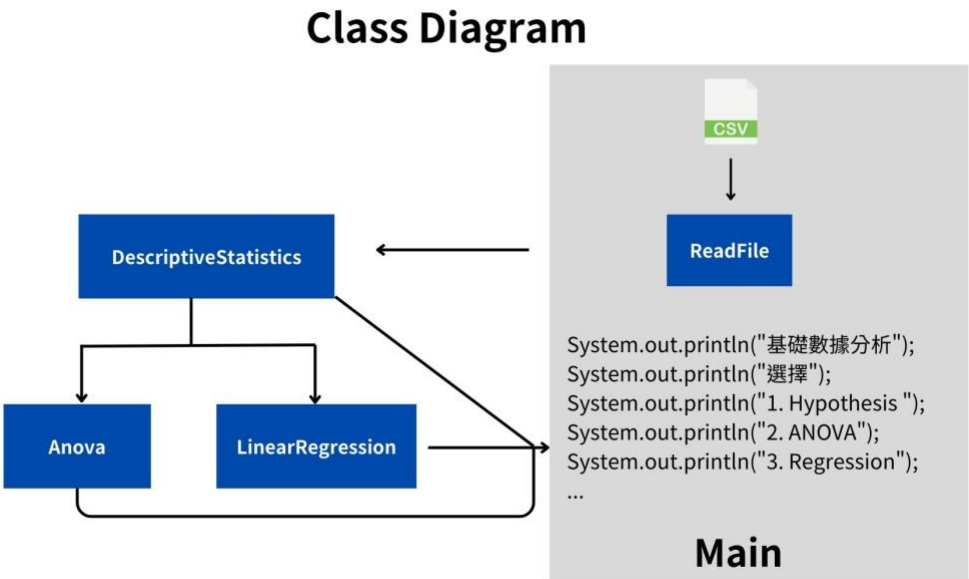 Class Diagram
CSV
ReadFile
DescriptiveStatistics
Anova
LinearRegression
System.out.println("基礎數據分析");
System.out.println("選擇");
System.out.println("1. Hypothesis ");
System.out.println("2. ANOVA");
System.out.println("3. Regression");
...
Main